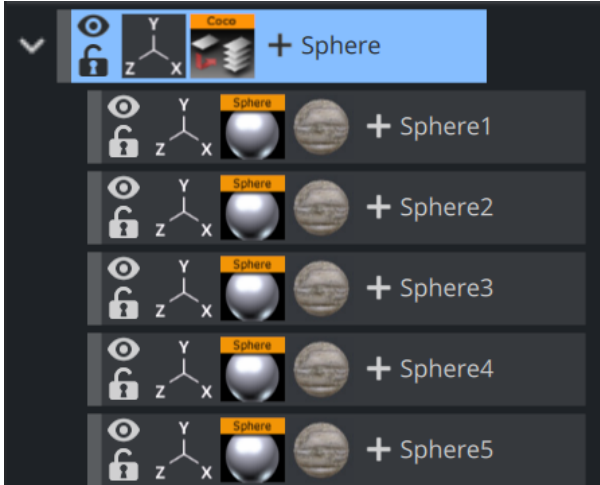 Y Z X Coco + Sphere
Y Z X Sphere + Sphere1
Y Z X Sphere + Sphere2
Y Z X Sphere + Sphere3
Y Z X Sphere + Sphere4
Y Z X Sphere + Sphere5